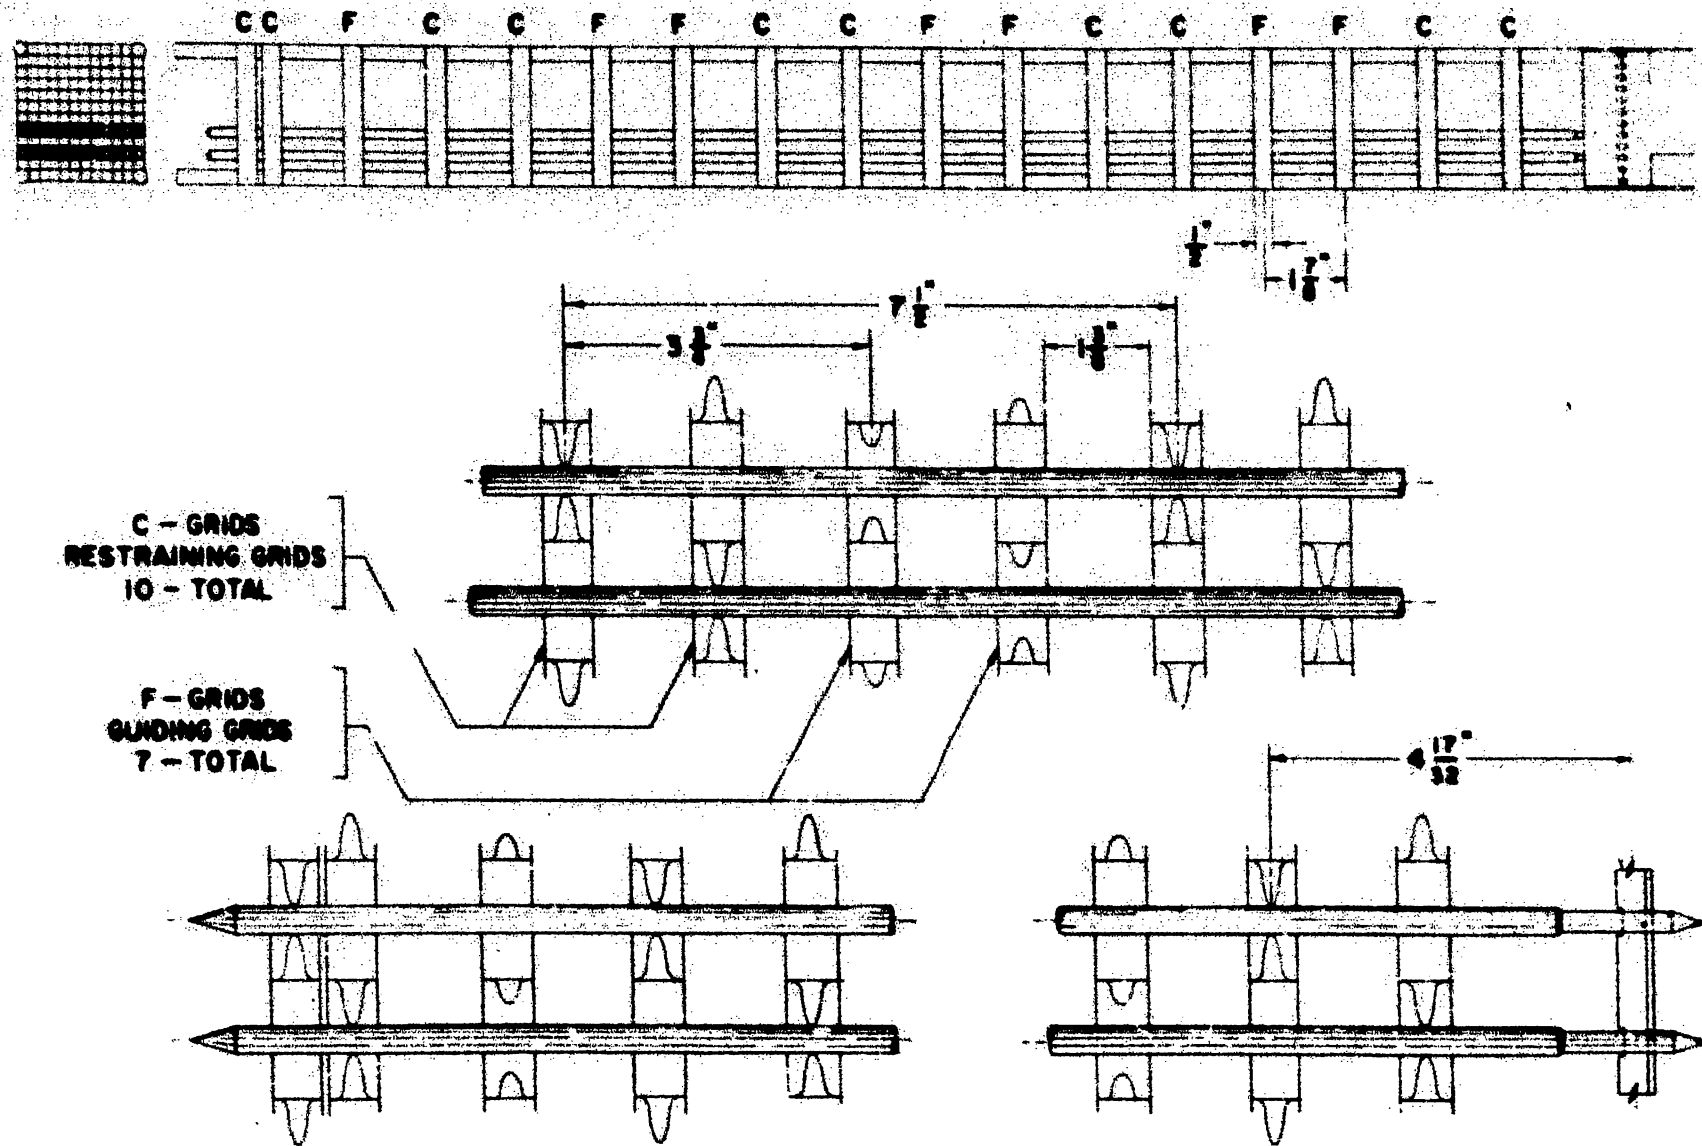 C C F C C F F C C F F C C F F C C
1/2"
1 7/8"
7 1/2"
3 3/4"
1 3/8"
C – GRIDS
RESTRAINING GRIDS
10 – TOTAL
F – GRIDS
GUIDING GRIDS
7 – TOTAL
4 17/32"